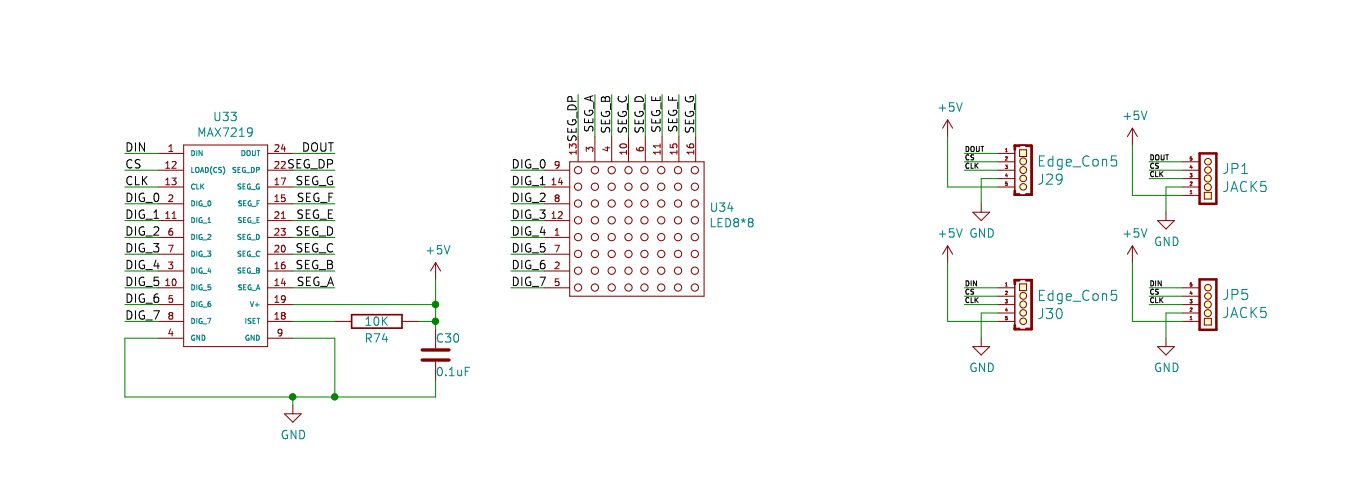 U33
MAX7219
DIN 1 DIN DOUT 24 DOUT
CS 12 LOAD(CS) SEG_DP 22 SEG_DP
CLK 13 CLK SEG_G 17 SEG_G
DIG_0 2 DIG_0 SEG_F 15 SEG_F
DIG_1 11 DIG_1 SEG_E 21 SEG_E
DIG_2 6 DIG_2 SEG_D 23 SEG_D
DIG_3 7 DIG_3 SEG_C 20 SEG_C
DIG_4 3 DIG_4 SEG_B 16 SEG_B
DIG_5 10 DIG_5 SEG_A 14 SEG_A
DIG_6 5 DIG_6 V+ 19
DIG_7 8 DIG_7 ISET 18
4 GND GND 9
+5V
10K
R74
C30
0.1uF
GND
SEG_DP 13
SEG_A 3
SEG_B 4
SEG_C 10
SEG_D 6
SEG_E 11
SEG_F 15
SEG_G 16
DIG_0 9
DIG_1 14
DIG_2 8
DIG_3 12
DIG_4 1
DIG_5 7
DIG_6 2
DIG_7 5
U34
LED8*8
+5V
DOUT 1
CS 2
CLK 3
4
5
Edge_Con5
J29
GND
+5V
DOUT 5
CS 4
CLK 3
2
1
JP1
JACK5
GND
+5V
DIN 1
CS 2
CLK 3
4
5
Edge_Con5
J30
GND
+5V
DIN 5
CS 4
CLK 3
2
1
JP5
JACK5
GND